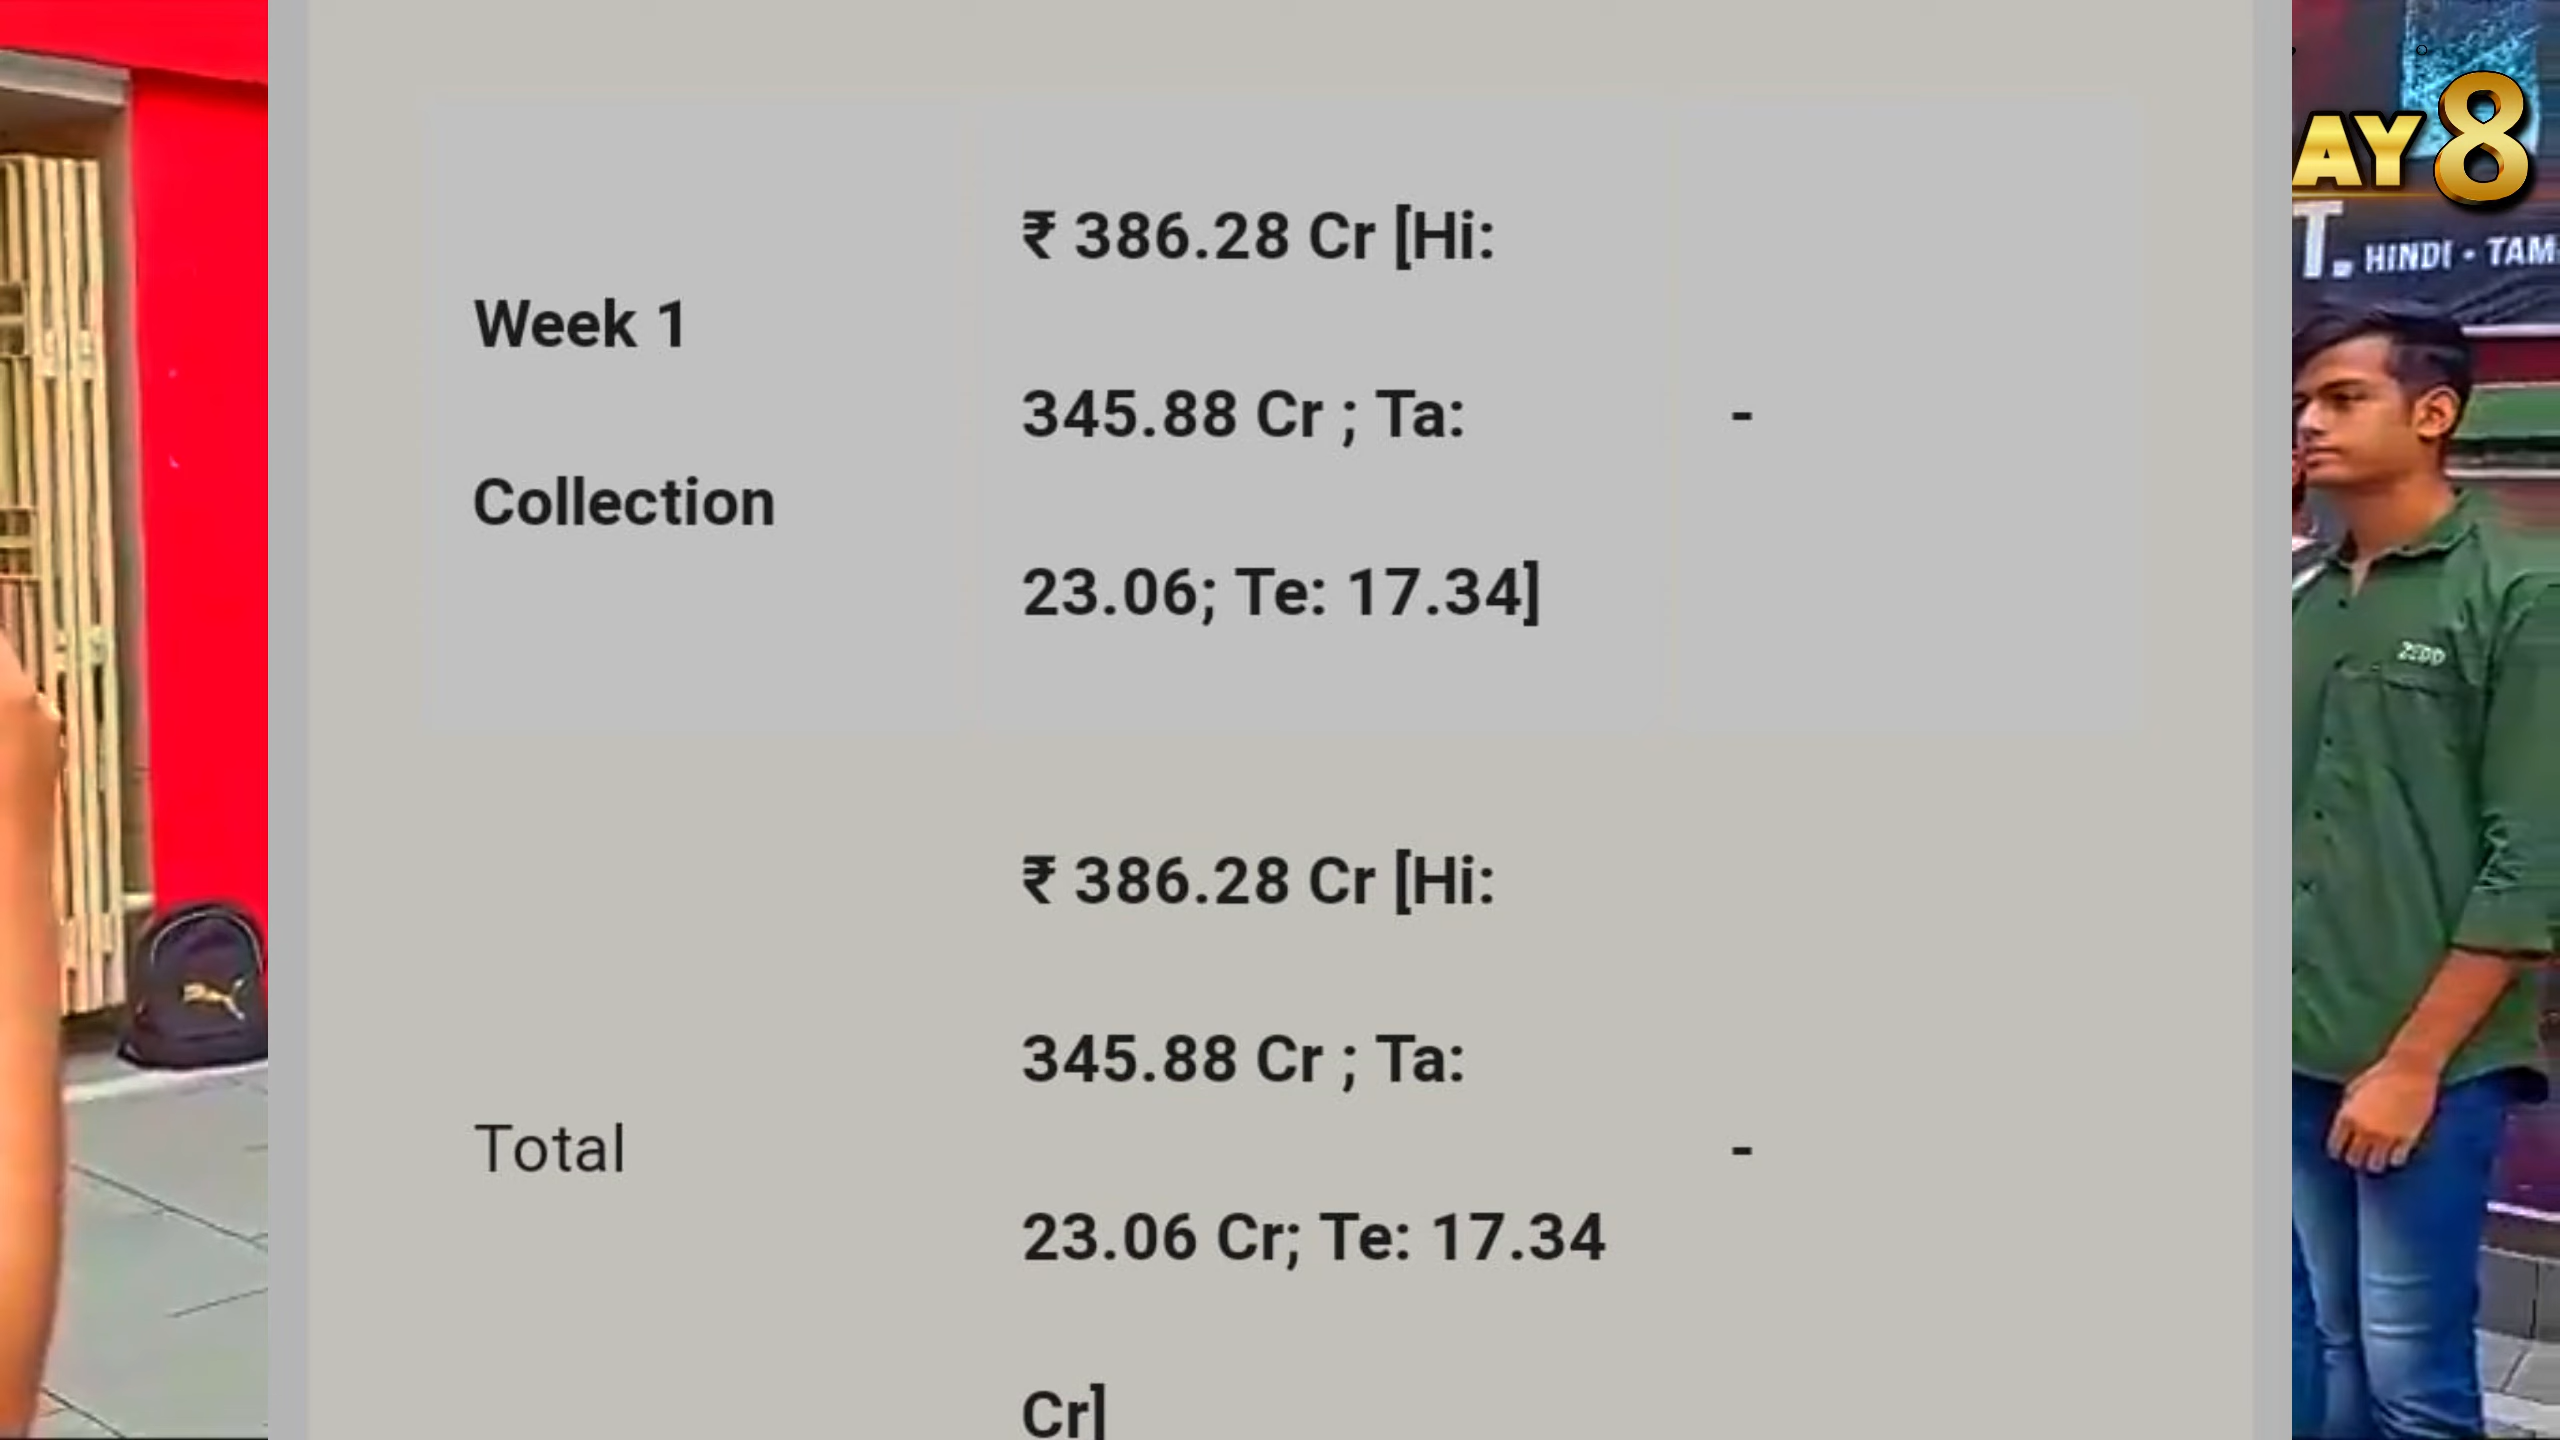 AY 8
T. HINDI - TAM
₹ 386.28 Cr [Hi:
Week 1
345.88 Cr ; Ta:
-
Collection
23.06; Te: 17.34]
ZEDD
₹ 386.28 Cr [Hi:
345.88 Cr ; Ta:
Total
-
23.06 Cr; Te: 17.34
Cr]